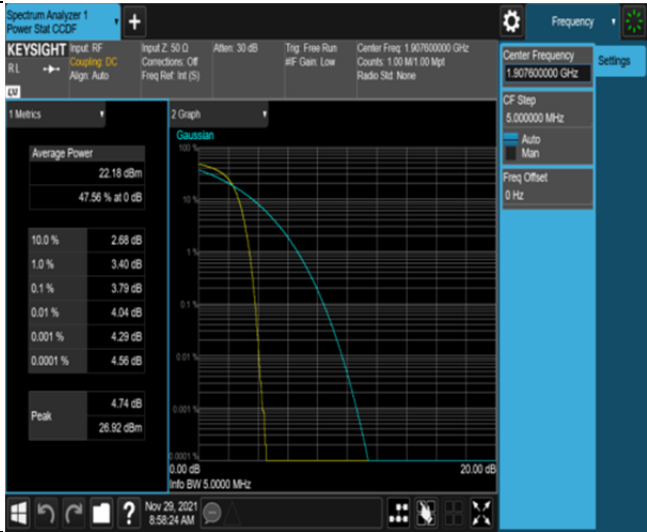 Spectrum Analyzer 1
Power Stat CCDF
Frequency
KEYSIGHT
RL
LV
Input: RF
Coupling: DC
Align: Auto
Input Z: 50 Ω
Corrections: Off
Freq Ref: Int (S)
Atten: 30 dB
Trig: Free Run
#IF Gain: Low
Center Freq: 1.907600000 GHz
Counts: 1.00 M/1.00 Mpt
Radio Std: None
Center Frequency
1.907600000 GHz
Settings
CF Step
5.000000 MHz
Auto
Man
Freq Offset
0 Hz
1 Metrics
Average Power
22.18 dBm
47.56 % at 0 dB
10.0 % 2.68 dB
1.0 % 3.40 dB
0.1 % 3.79 dB
0.01 % 4.04 dB
0.001 % 4.29 dB
0.0001 % 4.56 dB
Peak
4.74 dB
26.92 dBm
2 Graph
Gaussian
100 %
10 %
1 %
0.1 %
0.01 %
0.001 %
0.0001 %
0.00 dB
20.00 dB
Info BW 5.0000 MHz
?
Nov 29, 2021
8:58:24 AM